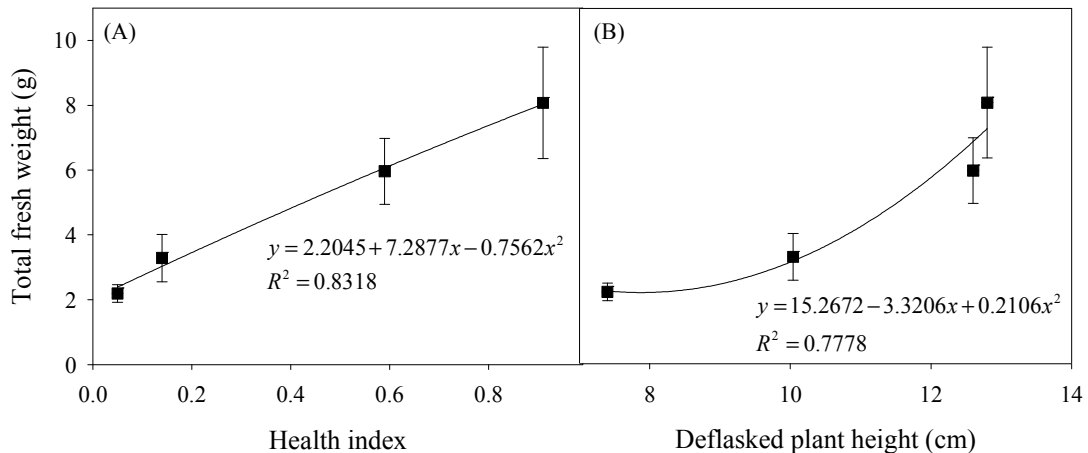 (A)
(B)
Total fresh weight (g)
10
8
6
4
2
0
y = 2.2045 + 7.2877x − 0.7562x²
R² = 0.8318
y = 15.2672 − 3.3206x + 0.2106x²
R² = 0.7778
0.0 0.2 0.4 0.6 0.8
8 10 12 14
Health index
Deflasked plant height (cm)